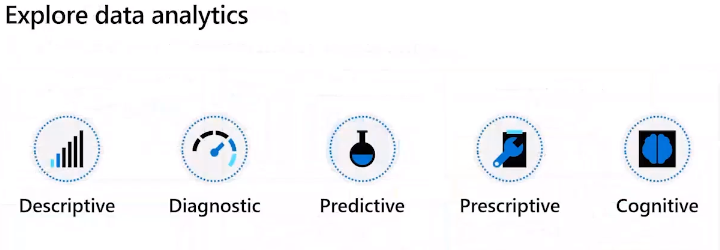 Explore data analytics
Descriptive
Diagnostic
Predictive
Prescriptive
Cognitive